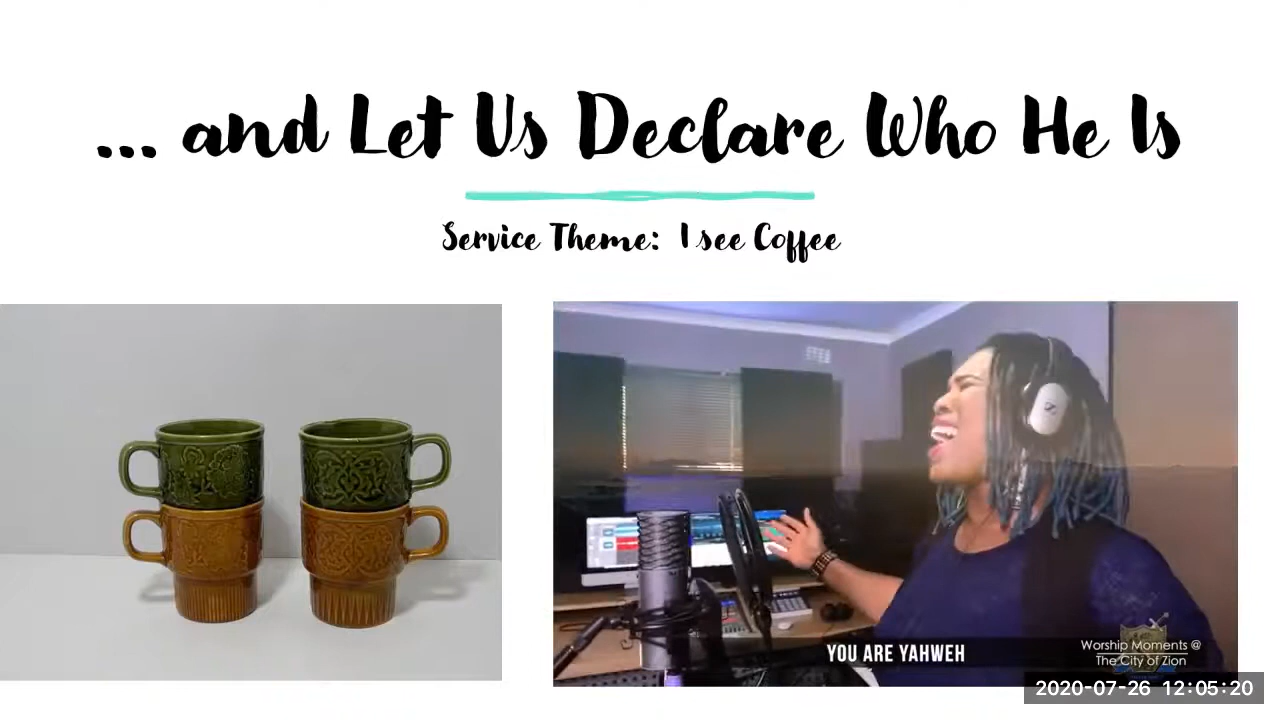 ... and Let Us Declare Who He Is
Service Theme: I see Coffee
YOU ARE YAHWEH
Worship Moments @
The City of Zion
2020-07-26 12:05:20